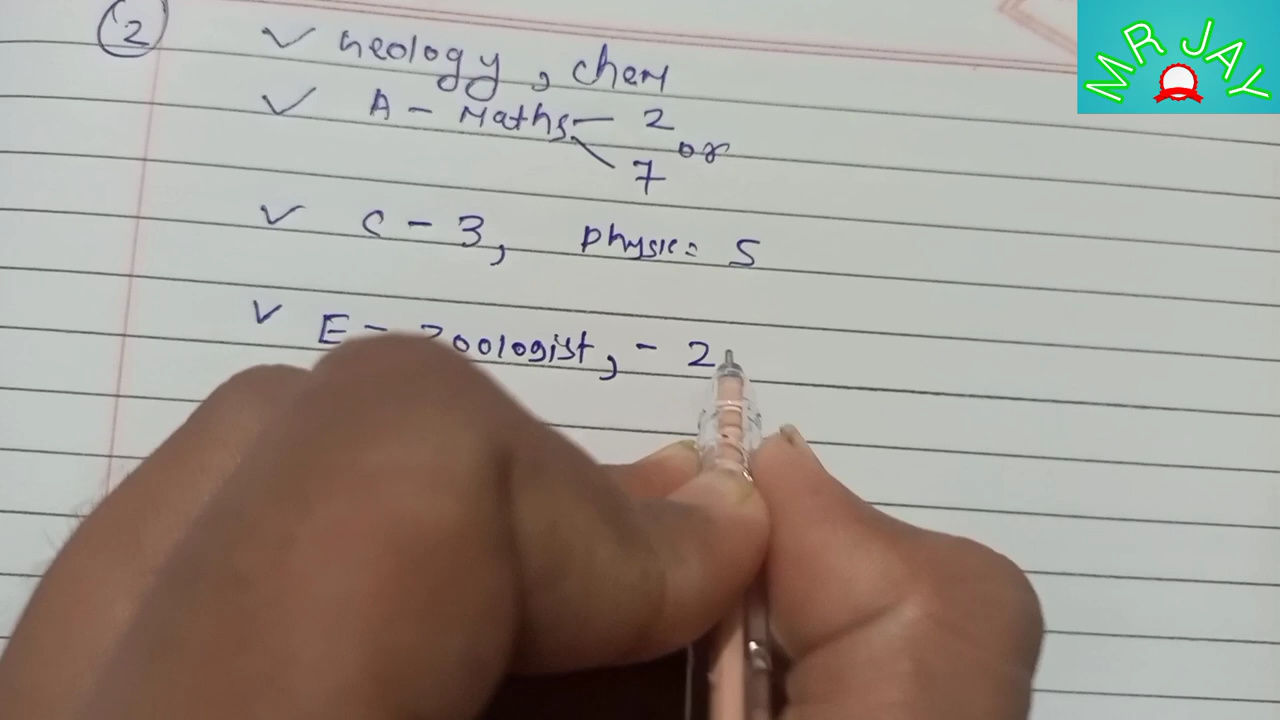 2 ✓ Geology, chem
✓ A - Maths - 2
or
7
✓ C - 3, Physic = 5
✓ E - Zoologist, - 2
MR JAY